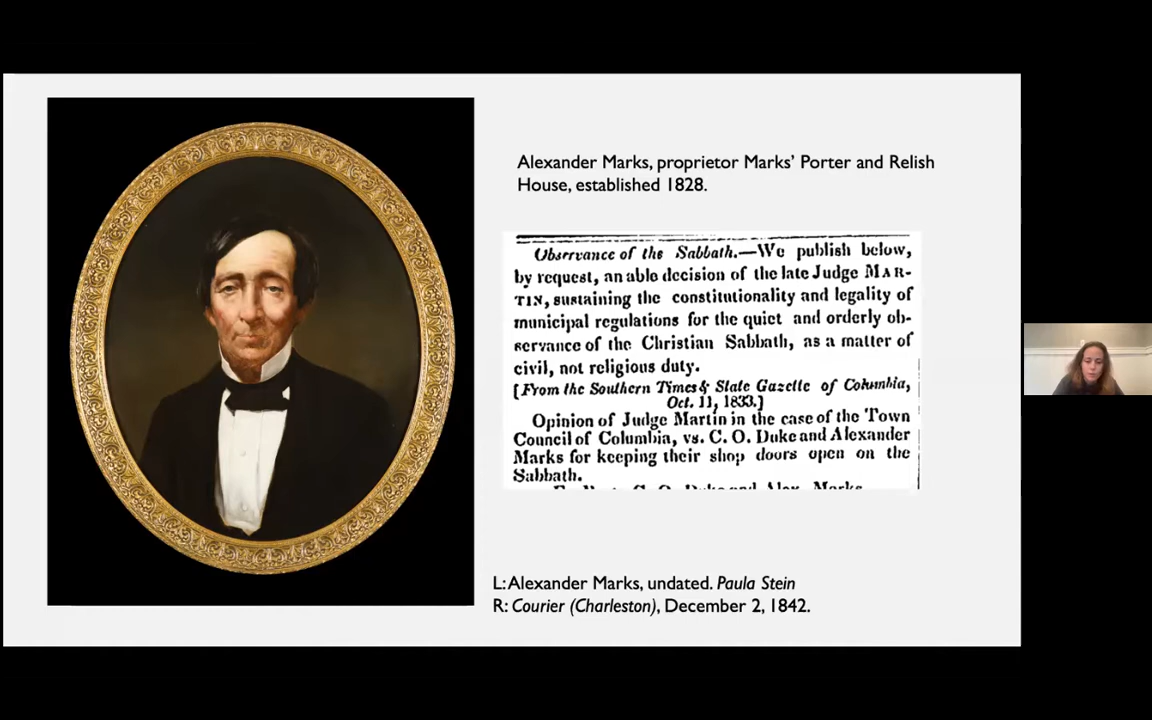 Alexander Marks, proprietor Marks' Porter and Relish
House, established 1828.
Observance of the Sabbath.—We publish below,
by request, an able decision of the late Judge MAR-
TIN, sustaining the constitutionality and legality of
municipal regulations for the quiet and orderly ob-
servance of the Christian Sabbath, as a matter of
civil, not religious duty.
[From the Southern Times & State Gazette of Columbia,
Oct. 11, 1833.]
Opinion of Judge Martin in the case of the Town
Council of Columbia, vs. C. O. Duke and Alexander
Marks for keeping their shop doors open on the
Sabbath.
C. O. Duke and Alex. Marks
L: Alexander Marks, undated. Paula Stein
R: Courier (Charleston), December 2, 1842.